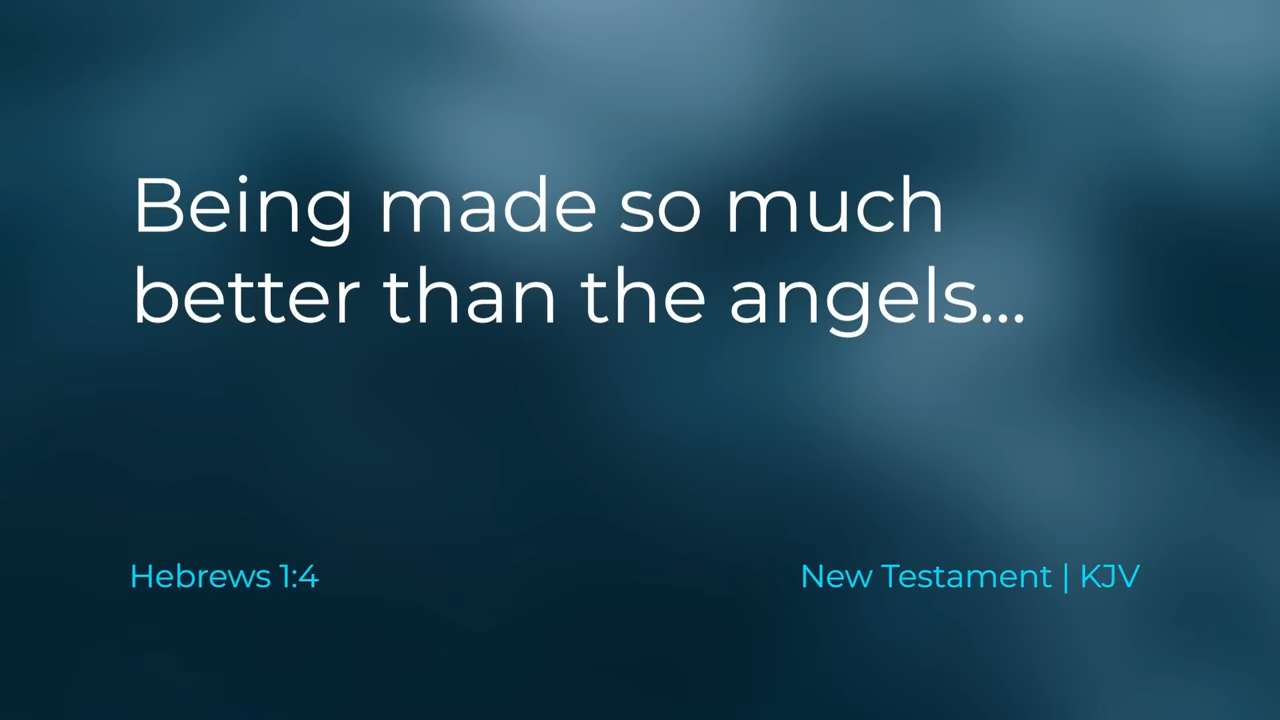 Being made so much
better than the angels...
Hebrews 1:4
New Testament | KJV